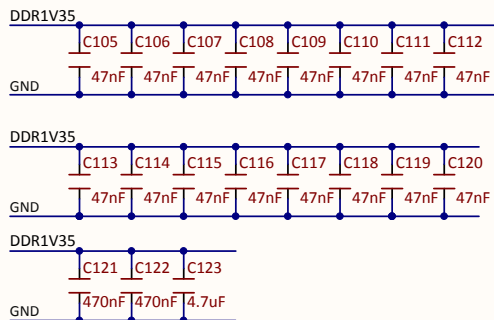 DDR1V35
C105 C106 C107 C108 C109 C110 C111 C112
47nF 47nF 47nF 47nF 47nF 47nF 47nF 47nF
GND
DDR1V35
C113 C114 C115 C116 C117 C118 C119 C120
47nF 47nF 47nF 47nF 47nF 47nF 47nF 47nF
GND
DDR1V35
C121 C122 C123
470nF 470nF 4.7uF
GND